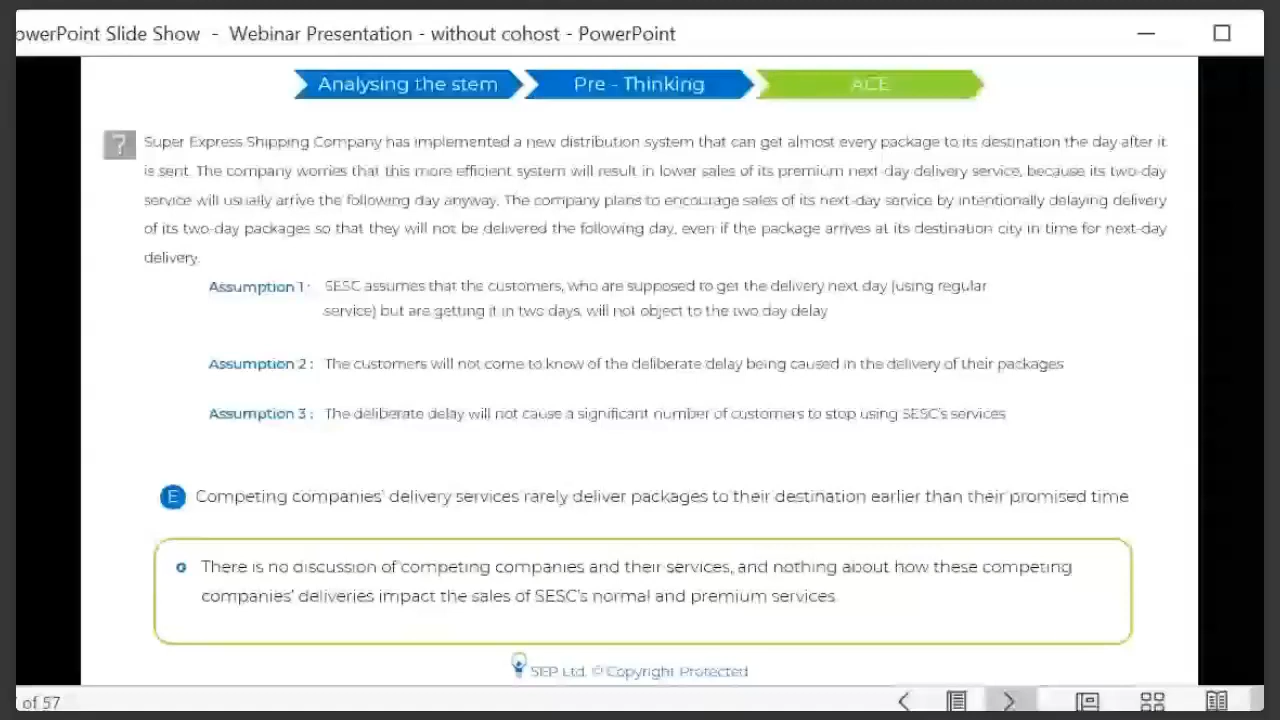 owerPoint Slide Show - Webinar Presentation - without cohost - PowerPoint
Analysing the stem
Pre - Thinking
ACE
?
Super Express Shipping Company has implemented a new distribution system that can get almost every package to its destination the day after it
is sent. The company worries that this more efficient system will result in lower sales of its premium next-day delivery service, because its two-day
service will usually arrive the following day anyway. The company plans to encourage sales of its next-day service by intentionally delaying delivery
of its two-day packages so that they will not be delivered the following day, even if the package arrives at its destination city in time for next-day
delivery.
Assumption 1 : SESC assumes that the customers, who are supposed to get the delivery next day (using regular
service) but are getting it in two days, will not object to the two day delay
Assumption 2 : The customers will not come to know of the deliberate delay being caused in the delivery of their packages
Assumption 3 : The deliberate delay will not cause a significant number of customers to stop using SESC's services
E Competing companies' delivery services rarely deliver packages to their destination earlier than their promised time
There is no discussion of competing companies and their services, and nothing about how these competing
companies' deliveries impact the sales of SESC's normal and premium services
STEP Ltd. © Copyright Protected
of 57